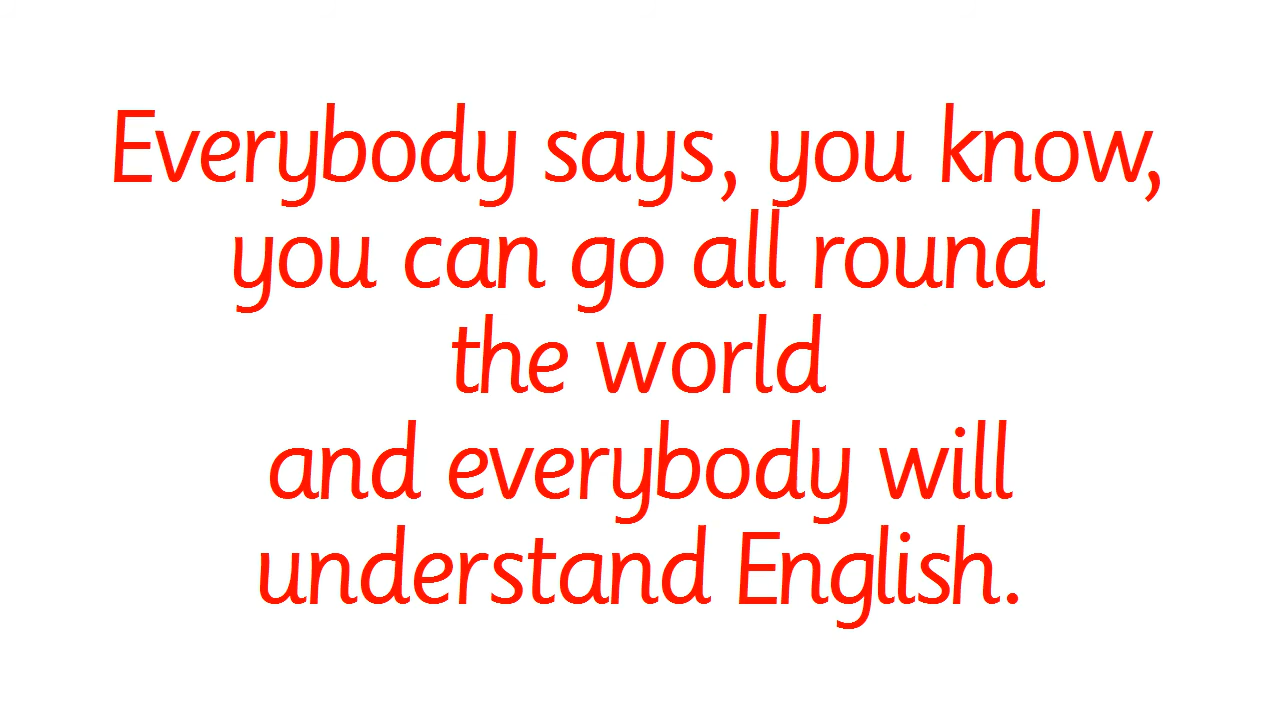 Everybody says, you know,
you can go all round
the world
and everybody will
understand English.